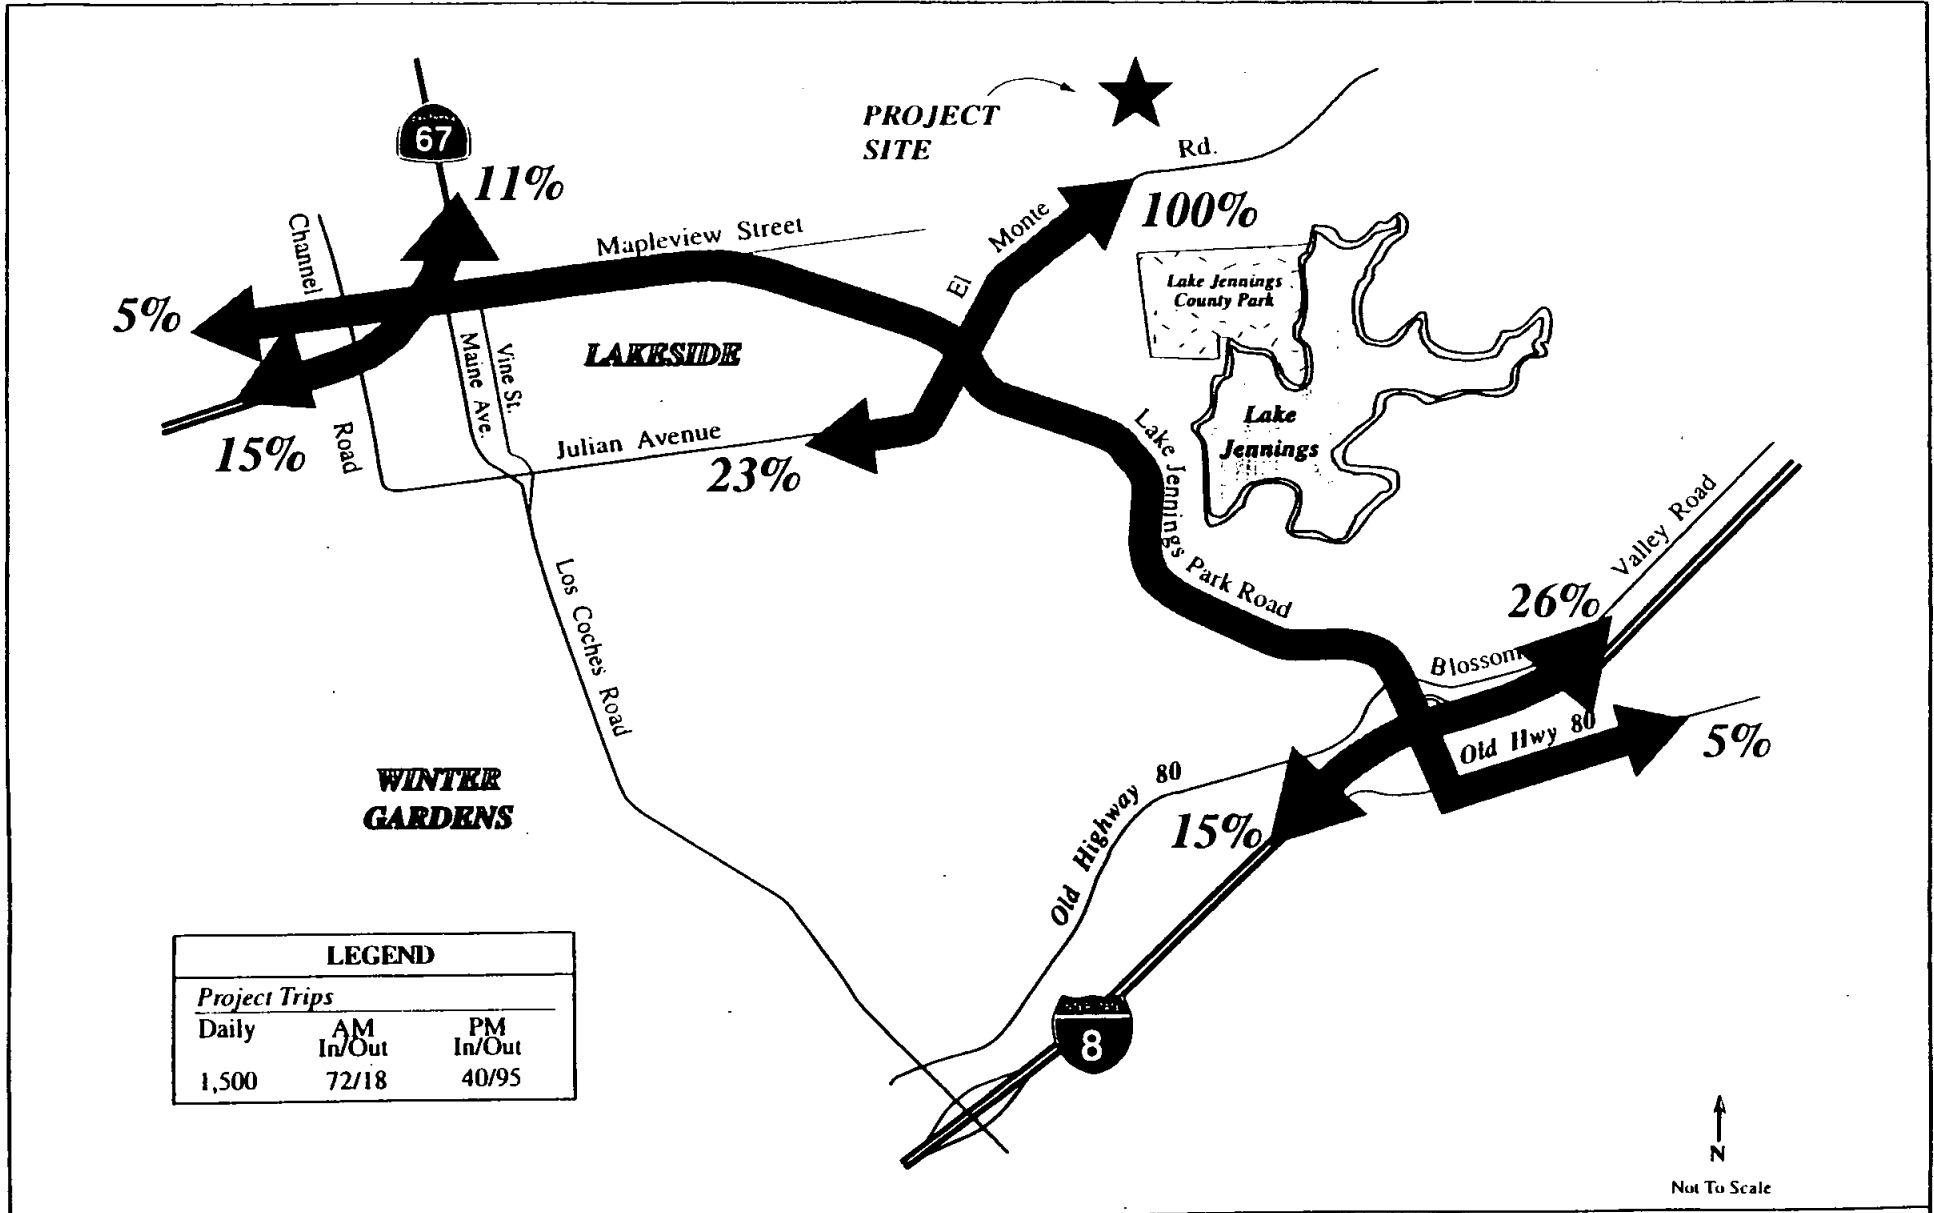 67
11%
PROJECT
SITE
Rd.
100%
El Monte
Mapleview Street
Channel
Road
5%
15%
Maine Ave.
Vine St.
LAKESIDE
Julian Avenue
23%
Lake Jennings
County Park
Lake
Jennings
Lake Jennings Park Road
Valley Road
26%
Blossom
Old Hwy 80
5%
Los Coches Road
WINTER
GARDENS
Old Highway 80
15%
8
LEGEND
Project Trips
Daily AM PM
In/Out In/Out
1,500 72/18 40/95
N
Not To Scale